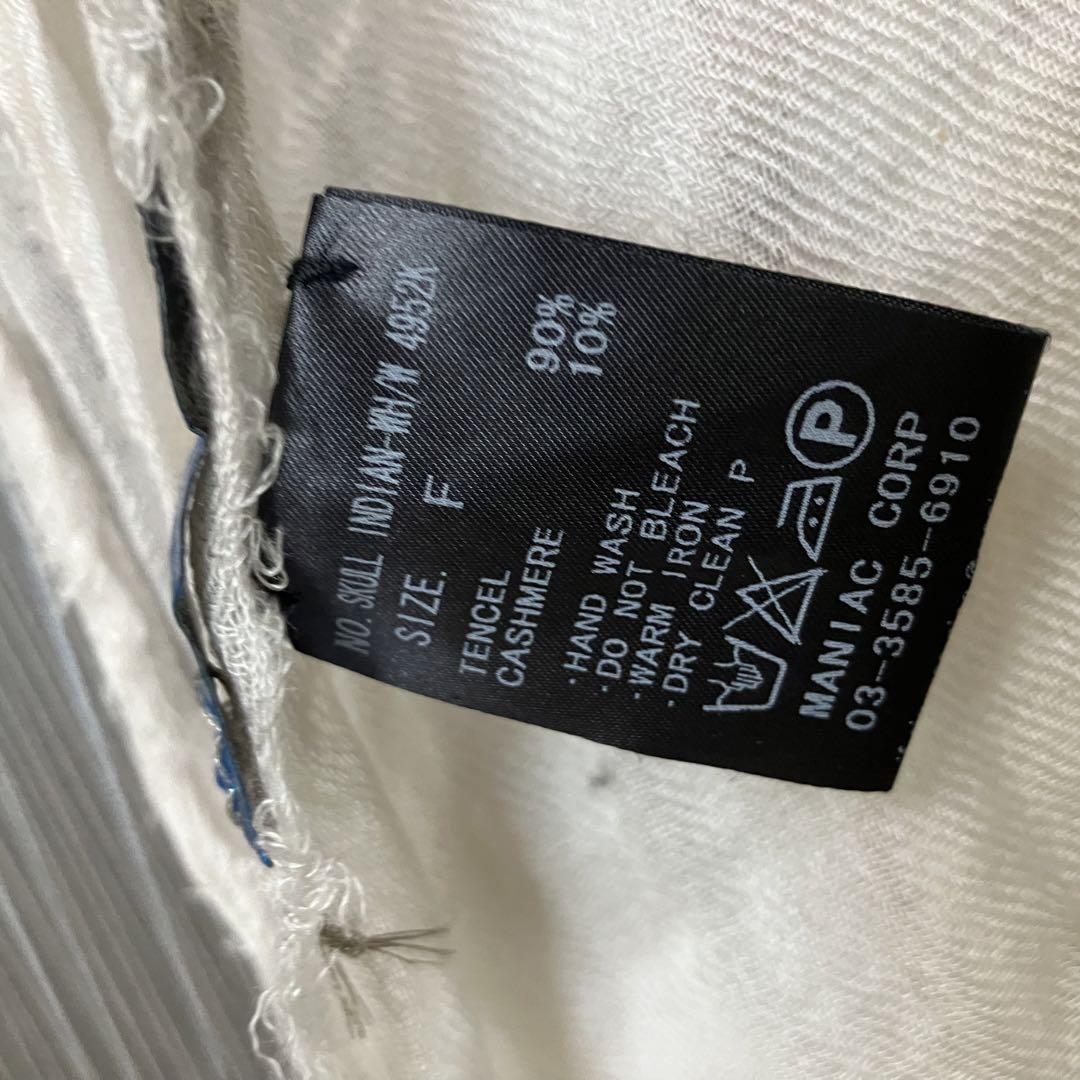 NO. SKULL INDIAN-WH/W 4952K
SIZE. F
TENCEL 90%
CASHMERE 10%
·HAND WASH
·DO NOT BLEACH
·WARM IRON
·DRY CLEAN P
P
MANIAC CORP
03-3585-6910